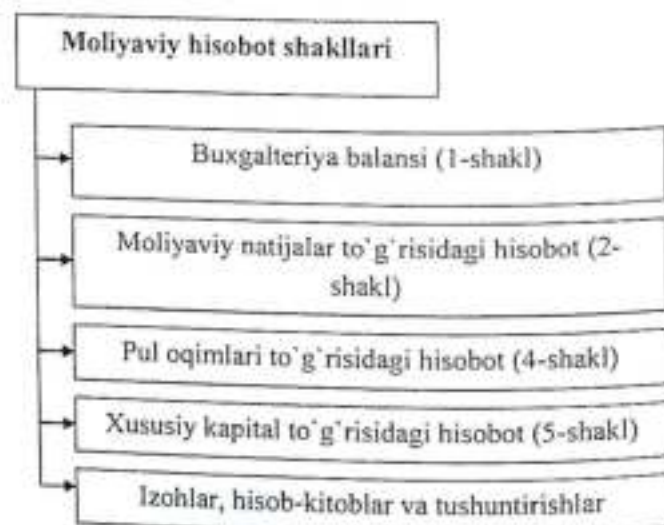 Moliyaviy hisobot shakllari
Buxgalteriya balansi (1-shakl)
Moliyaviy natijalar to`g`risidagi hisobot (2-
shakl)
Pul oqimlari to`g`risidagi hisobot (4-shakl)
Xususiy kapital to`g`risidagi hisobot (5-shakl)
Izohlar, hisob-kitoblar va tushuntirishlar